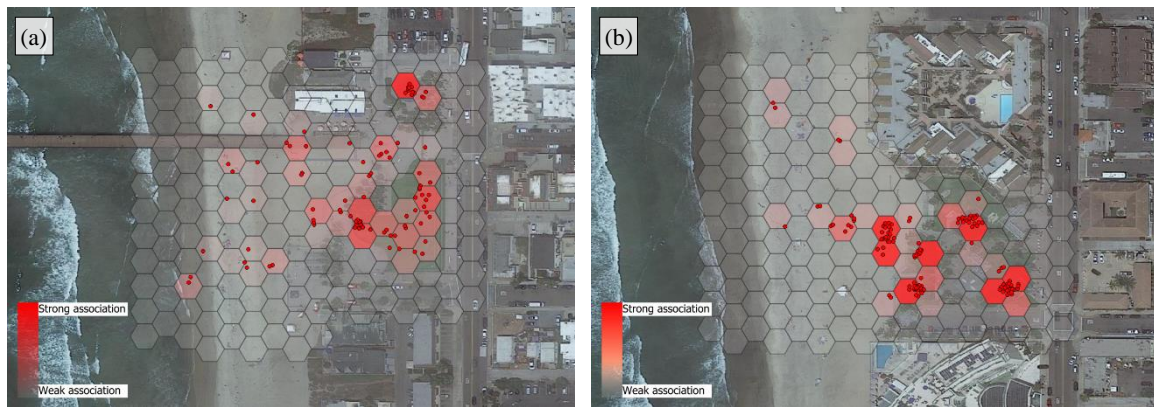 (a)
Strong association
Weak association
(b)
Strong association
Weak association